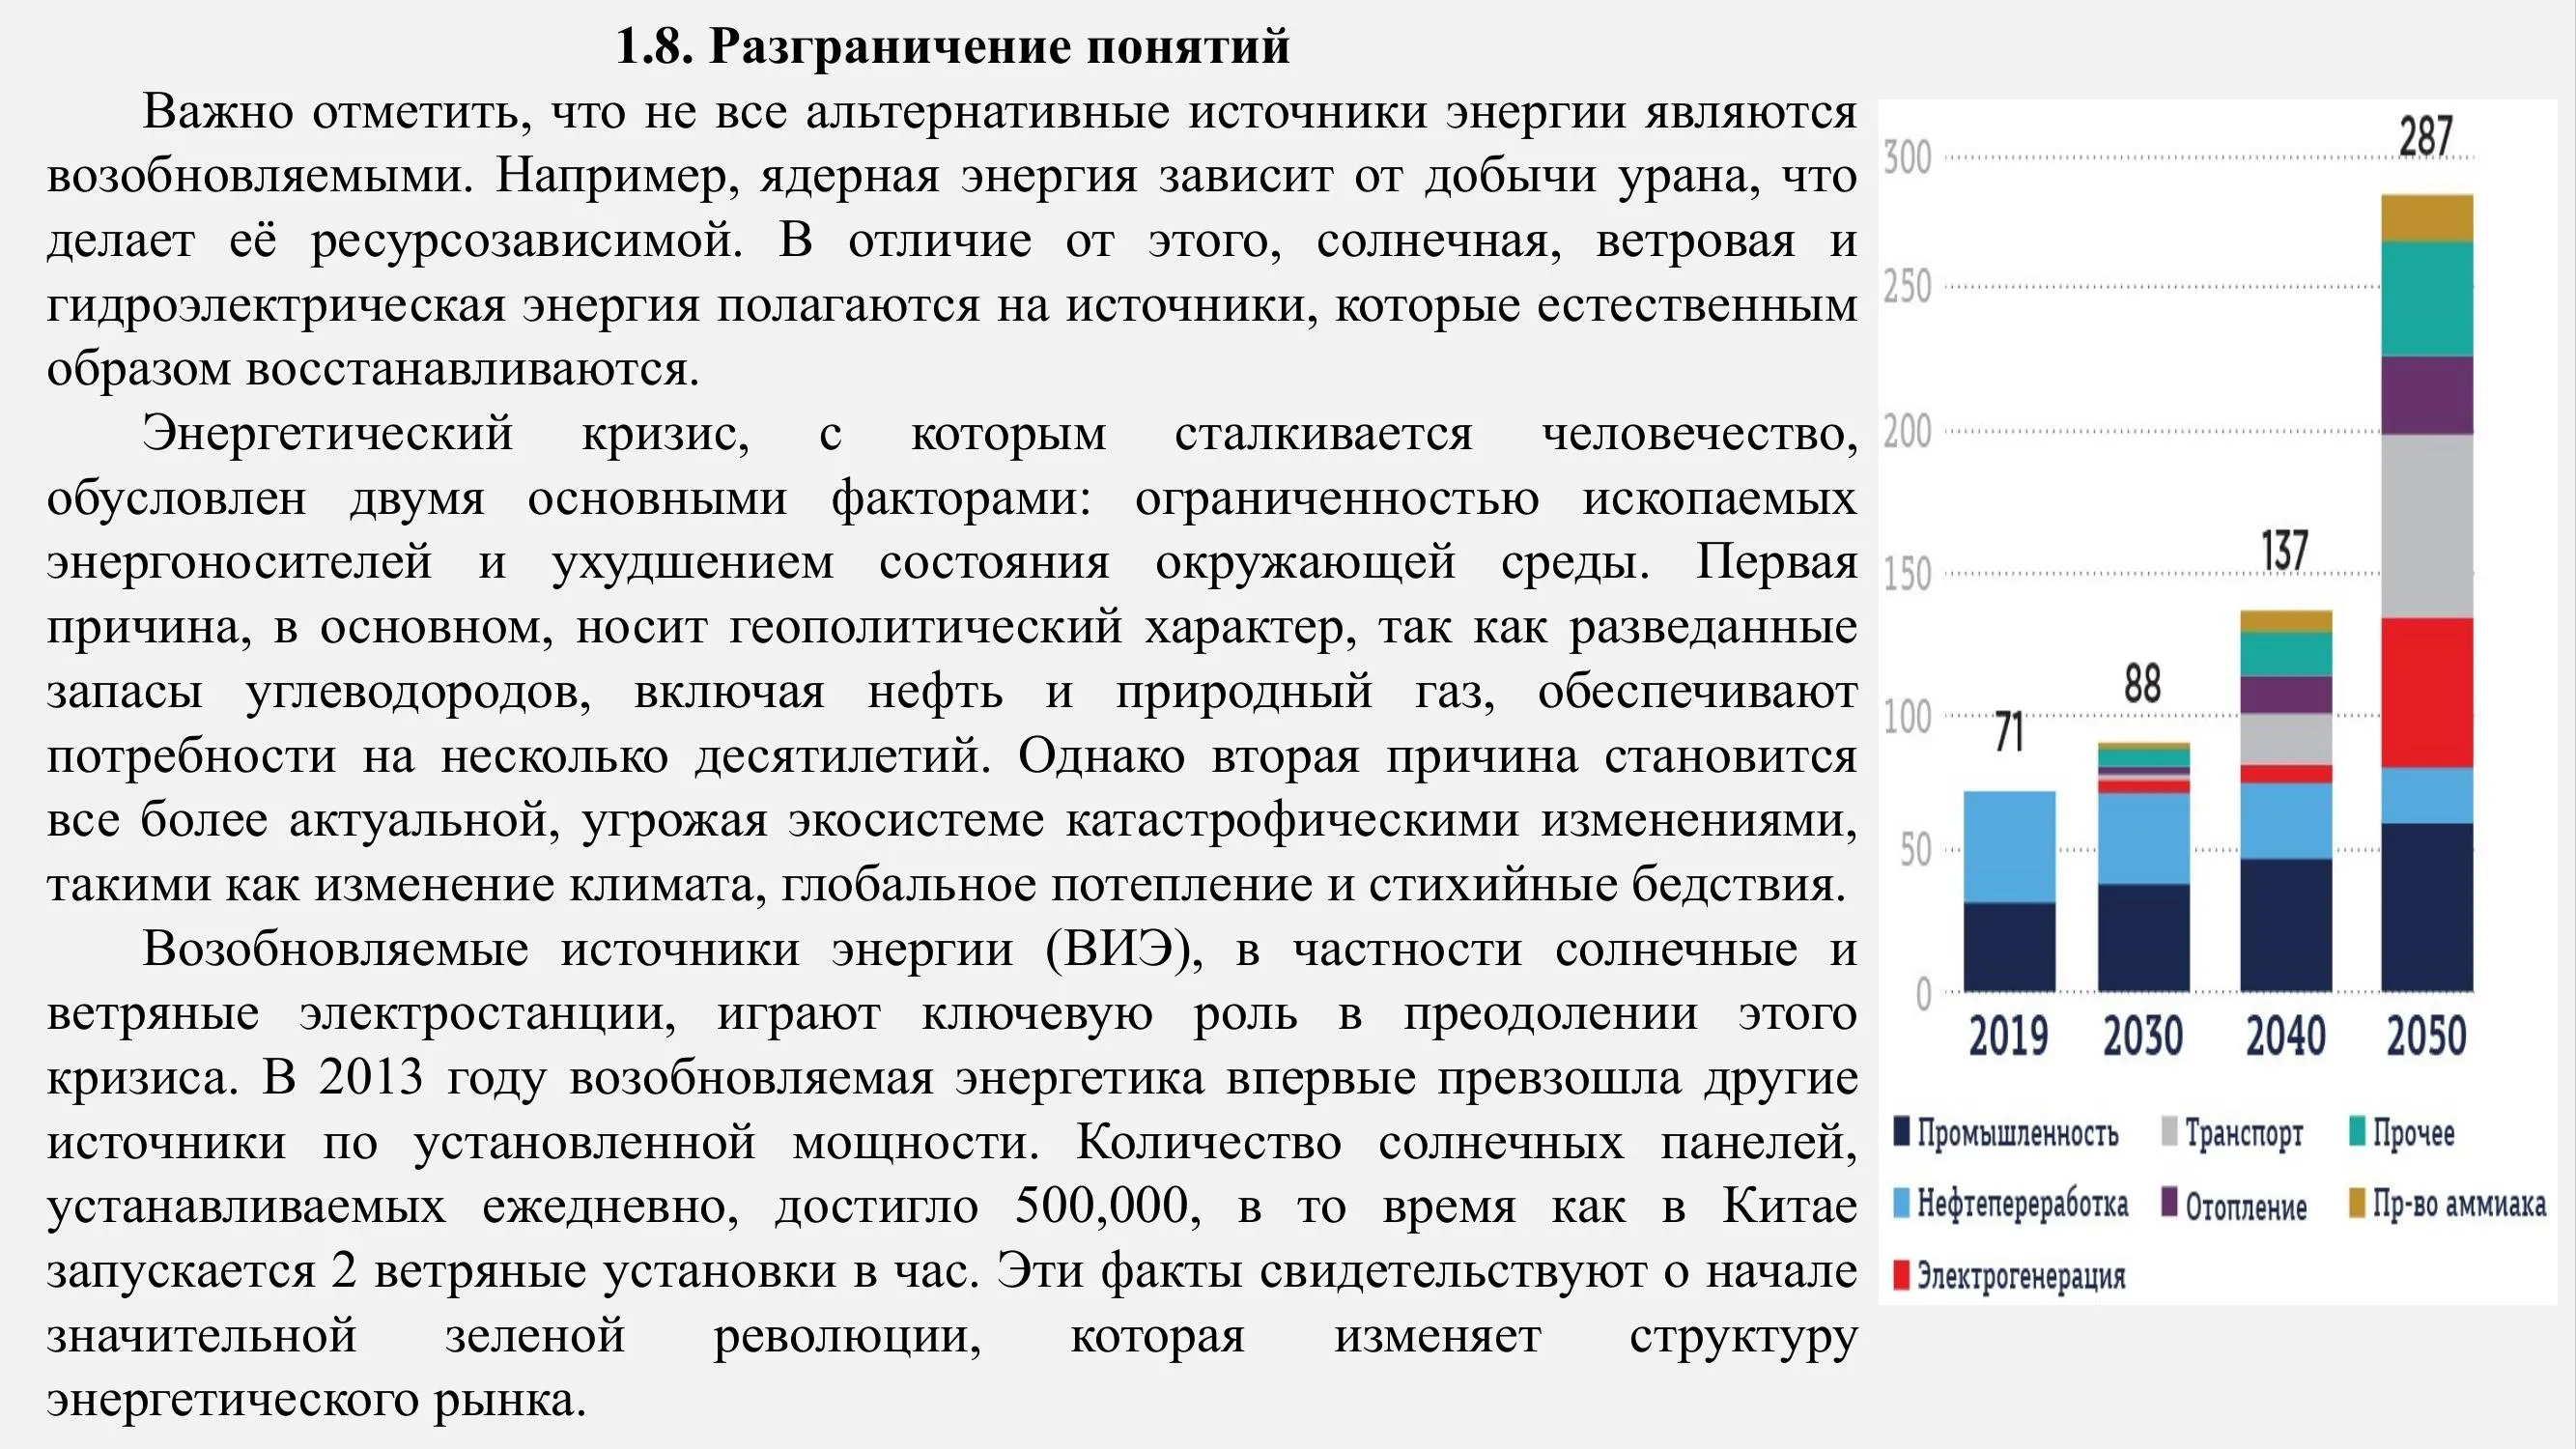 1.8. Разграничение понятий
Важно отметить, что не все альтернативные источники энергии являются
возобновляемыми. Например, ядерная энергия зависит от добычи урана, что
делает её ресурсозависимой. В отличие от этого, солнечная, ветровая и
гидроэлектрическая энергия полагаются на источники, которые естественным
образом восстанавливаются.
Энергетический кризис, с которым сталкивается человечество,
обусловлен двумя основными факторами: ограниченностью ископаемых
энергоносителей и ухудшением состояния окружающей среды. Первая
причина, в основном, носит геополитический характер, так как разведанные
запасы углеводородов, включая нефть и природный газ, обеспечивают
потребности на несколько десятилетий. Однако вторая причина становится
все более актуальной, угрожая экосистеме катастрофическими изменениями,
такими как изменение климата, глобальное потепление и стихийные бедствия.
Возобновляемые источники энергии (ВИЭ), в частности солнечные и
ветряные электростанции, играют ключевую роль в преодолении этого
кризиса. В 2013 году возобновляемая энергетика впервые превзошла другие
источники по установленной мощности. Количество солнечных панелей,
устанавливаемых ежедневно, достигло 500,000, в то время как в Китае
запускается 2 ветряные установки в час. Эти факты свидетельствуют о начале
значительной зеленой революции, которая изменяет структуру
энергетического рынка.
287
300
250
200
137
150
88
71
100
50
0
2019 2030 2040 2050
Промышленность Транспорт Прочее
Нефтепереработка Отопление Пр-во аммиака
Электрогенерация